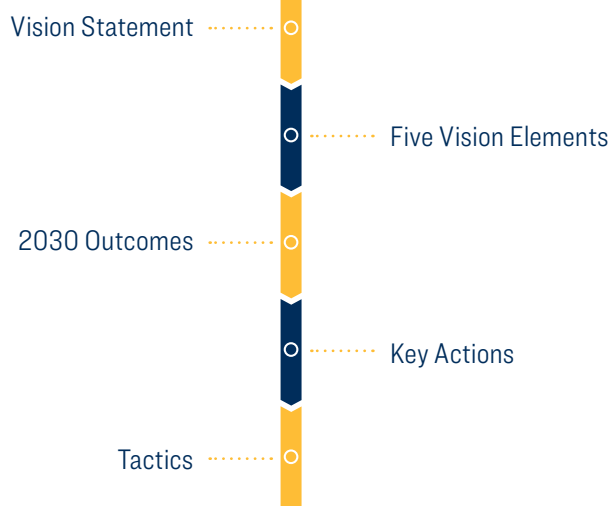 Vision Statement
Five Vision Elements
2030 Outcomes
Key Actions
Tactics